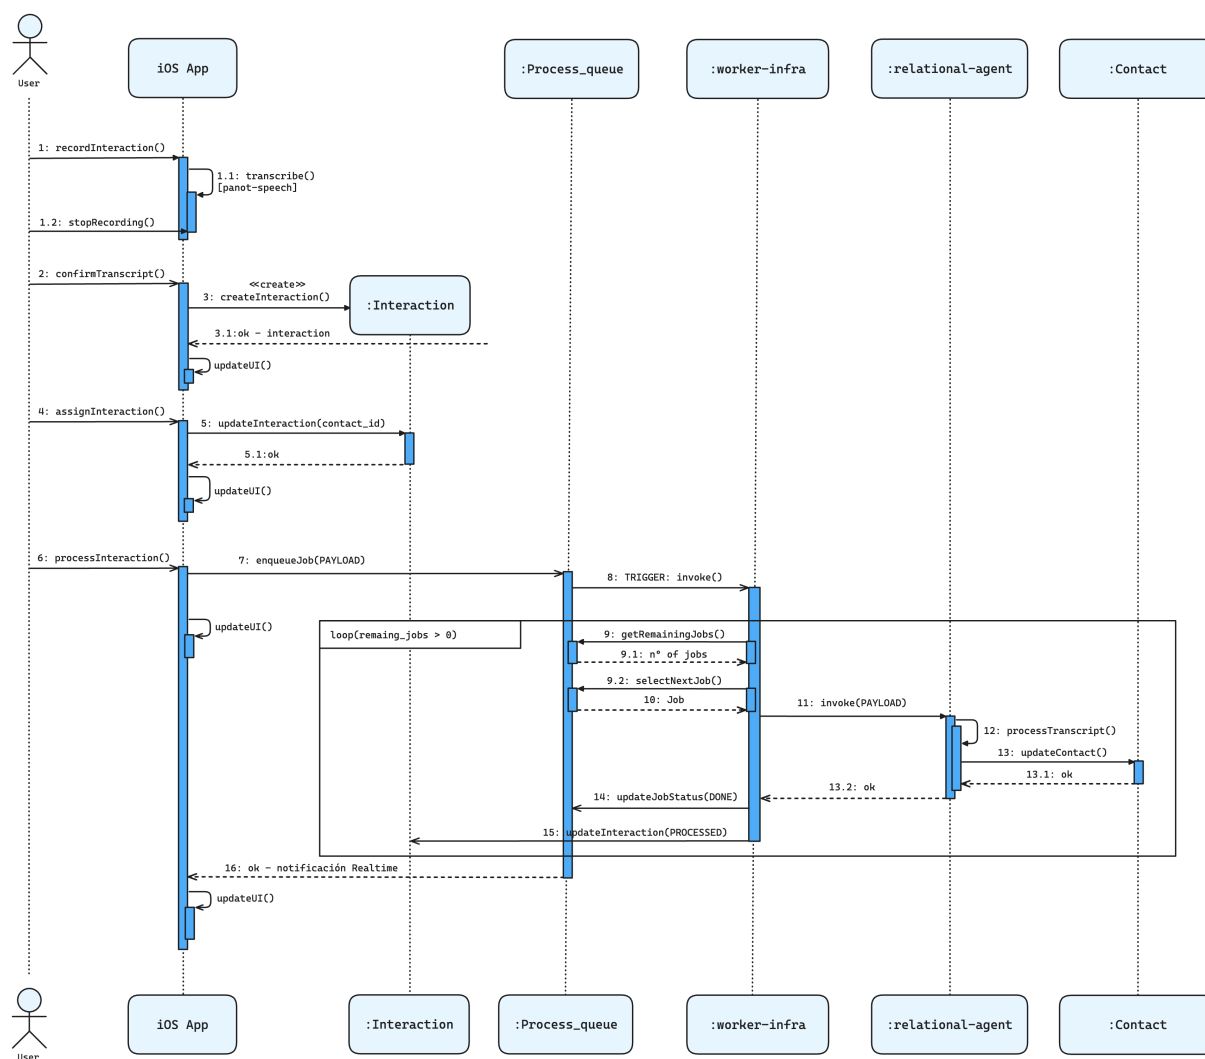 User
iOS App
:Process_queue
:worker-infra
:relational-agent
:Contact
1: recordInteraction()
1.1: transcribe()
[panot-speech]
1.2: stopRecording()
2: confirmTranscript()
<<create>>
3: createInteraction()
:Interaction
3.1:ok - interaction
updateUI()
4: assignInteraction()
5: updateInteraction(contact_id)
5.1:ok
updateUI()
6: processInteraction()
7: enqueueJob(PAYLOAD)
8: TRIGGER: invoke()
updateUI()
loop(remaing_jobs > 0)
9: getRemainingJobs()
9.1: n° of jobs
9.2: selectNextJob()
10: Job
11: invoke(PAYLOAD)
12: processTranscript()
13: updateContact()
13.1: ok
13.2: ok
14: updateJobStatus(DONE)
15: updateInteraction(PROCESSED)
16: ok - notificación Realtime
updateUI()
iOS App
:Interaction
:Process_queue
:worker-infra
:relational-agent
:Contact
User